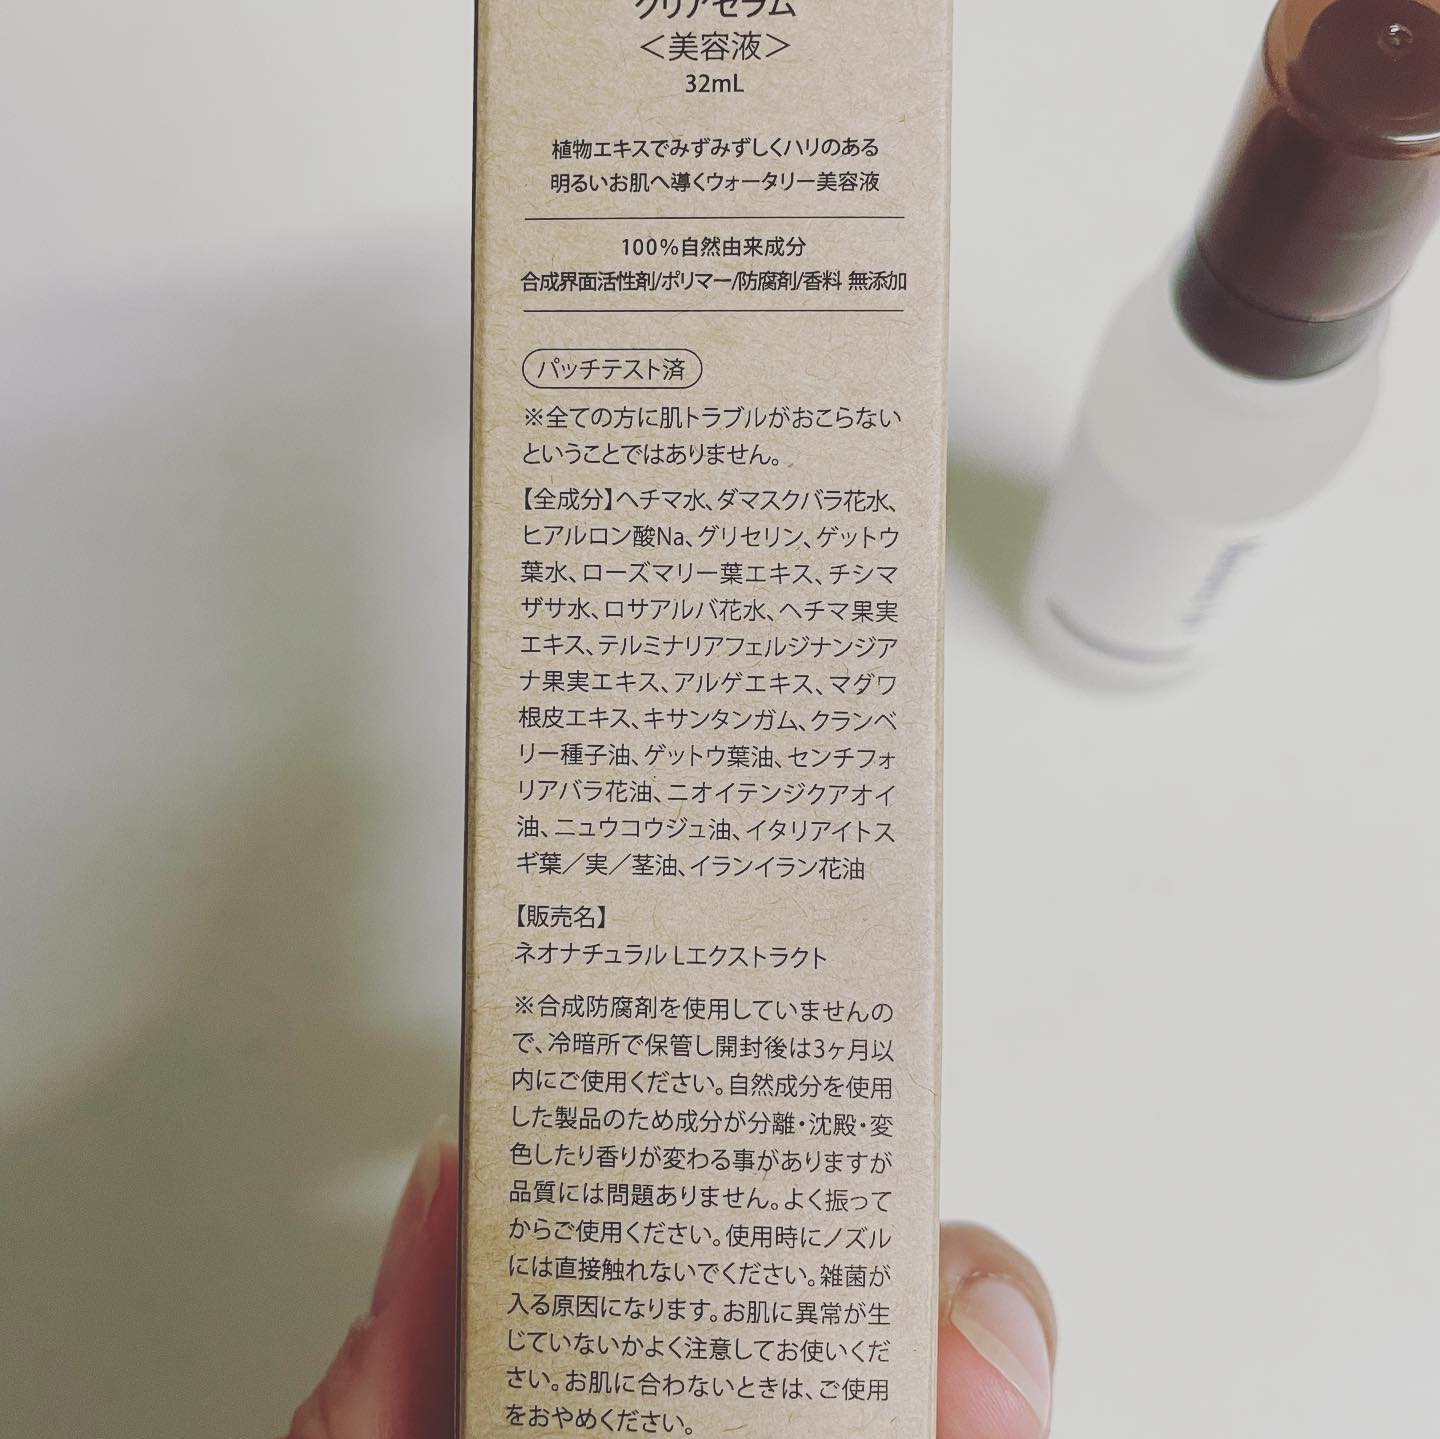 クリアセラム
＜美容液＞
32mL
植物エキスでみずみずしくハリのある
明るいお肌へ導くウォータリー美容液
100%自然由来成分
合成界面活性剤/ポリマー/防腐剤/香料 無添加
パッチテスト済
※全ての方に肌トラブルがおこらない
ということではありません。
【全成分】ヘチマ水、ダマスクバラ花水、
ヒアルロン酸Na、グリセリン、ゲットウ
葉水、ローズマリー葉エキス、チシマ
ザサ水、ロサアルバ花水、ヘチマ果実
エキス、テルミナリアフェルジナンジア
ナ果実エキス、アルゲエキス、マグワ
根皮エキス、キサンタンガム、クランベ
リー種子油、ゲットウ葉油、センチフォ
リアバラ花油、ニオイテンジクアオイ
油、ニュウコウジュ油、イタリアイトス
ギ葉／実／茎油、イランイラン花油
【販売名】
ネオナチュラル Lエクストラクト
※合成防腐剤を使用していませんの
で、冷暗所で保管し開封後は3ヶ月以
内にご使用ください。自然成分を使用
した製品のため成分が分離・沈殿・変
色したり香りが変わる事がありますが
品質には問題ありません。よく振って
からご使用ください。使用時にノズル
には直接触れないでください。雑菌が
入る原因になります。お肌に異常が生
じていないかよく注意してお使いくだ
さい。お肌に合わないときは、ご使用
をおやめください。